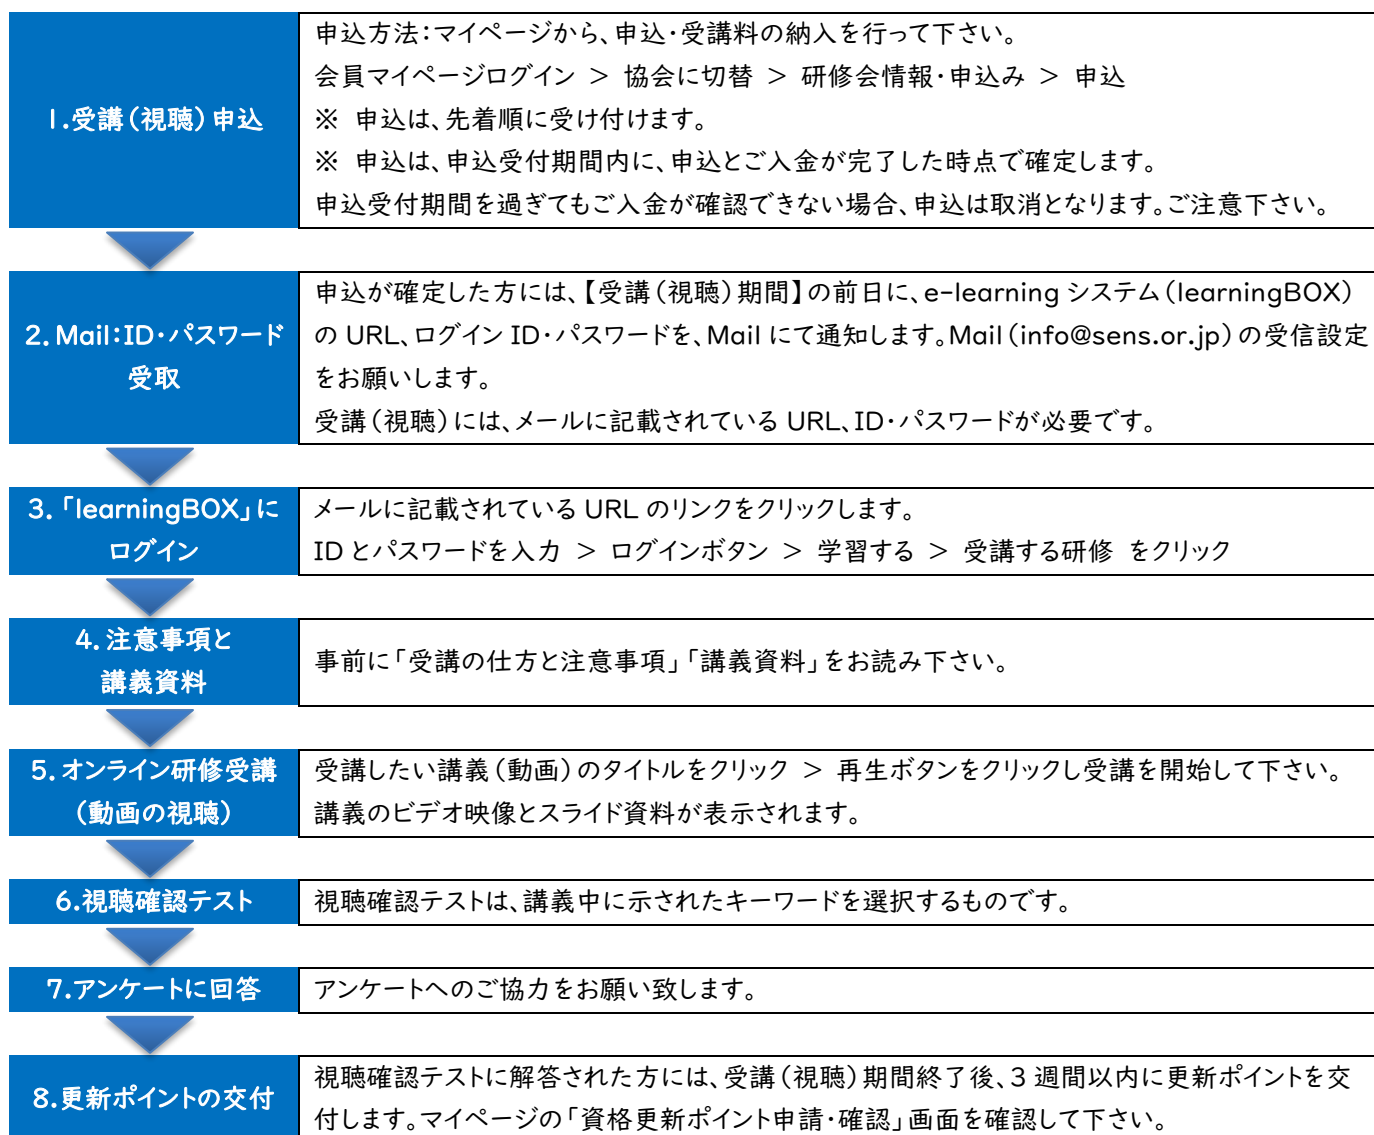 1.受講(視聴)申込
申込方法:マイページから、申込・受講料の納入を行って下さい。
会員マイページログイン > 協会に切替 > 研修会情報・申込み > 申込
※ 申込は、先着順に受け付けます。
※ 申込は、申込受付期間内に、申込とご入金が完了した時点で確定します。
申込受付期間を過ぎてもご入金が確認できない場合、申込は取消となります。ご注意下さい。
2.Mail:ID・パスワード
受取
申込が確定した方には、【受講(視聴)期間】の前日に、e-learning システム(learningBOX)
の URL、ログイン ID・パスワードを、Mail にて通知します。Mail(info@sens.or.jp)の受信設定
をお願いします。
受講(視聴)には、メールに記載されている URL、ID・パスワードが必要です。
3.「learningBOX」に
ログイン
メールに記載されている URL のリンクをクリックします。
ID とパスワードを入力 > ログインボタン > 学習する > 受講する研修 をクリック
4.注意事項と
講義資料
事前に「受講の仕方と注意事項」「講義資料」をお読み下さい。
5.オンライン研修受講
(動画の視聴)
受講したい講義(動画)のタイトルをクリック > 再生ボタンをクリックし受講を開始して下さい。
講義のビデオ映像とスライド資料が表示されます。
6.視聴確認テスト
視聴確認テストは、講義中に示されたキーワードを選択するものです。
7.アンケートに回答
アンケートへのご協力をお願い致します。
8.更新ポイントの交付
視聴確認テストに解答された方には、受講(視聴)期間終了後、3 週間以内に更新ポイントを交
付します。マイページの「資格更新ポイント申請・確認」画面を確認して下さい。